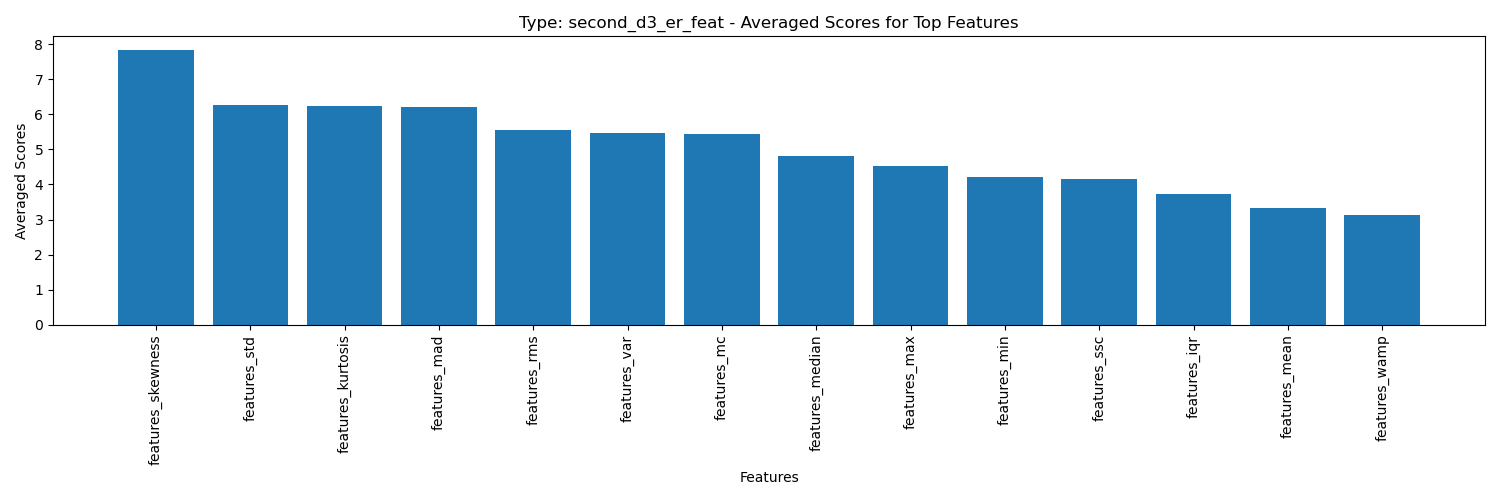 Type: second_d3_er_feat - Averaged Scores for Top Features
Averaged Scores
8
7
6
5
4
3
2
1
0
features_skewness
features_std
features_kurtosis
features_mad
features_rms
features_var
features_mc
features_median
features_max
features_min
features_ssc
features_iqr
features_mean
features_wamp
Features